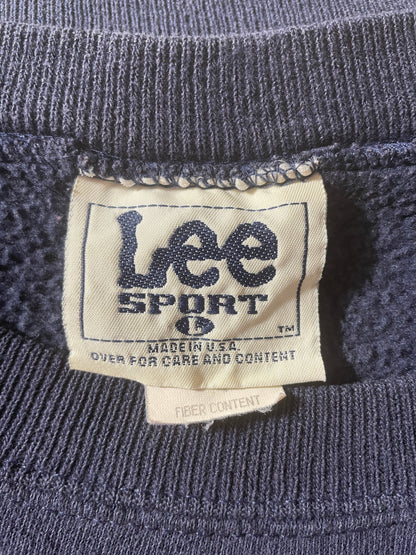 Lee
SPORT
MADE IN U.S.A.
OVER FOR CARE AND CONTENT
TM
FIBER CONTENT